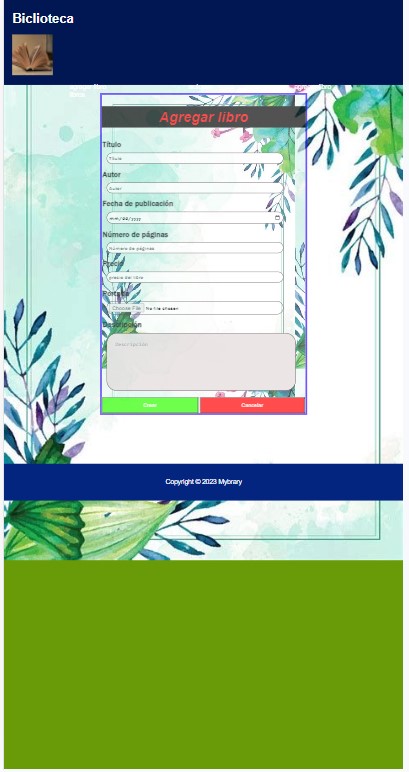 Biclioteca
Agregar libro
Título
Título
Autor
Autor
Fecha de publicación
mm/dd/yyyy
Número de páginas
Número de páginas
Precio
precio del libro
Portada
Choose File No file chosen
Descripción
Descripción
Cancelar
Copyright © 2023 Mybrary